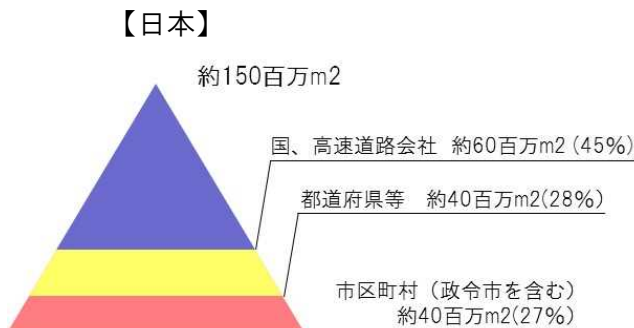 【日本】
約150百万m2
国、高速道路会社 約60百万m2(45%)
都道府県等 約40百万m2(28%)
市区町村（政令市を含む）
約40百万m2(27%)